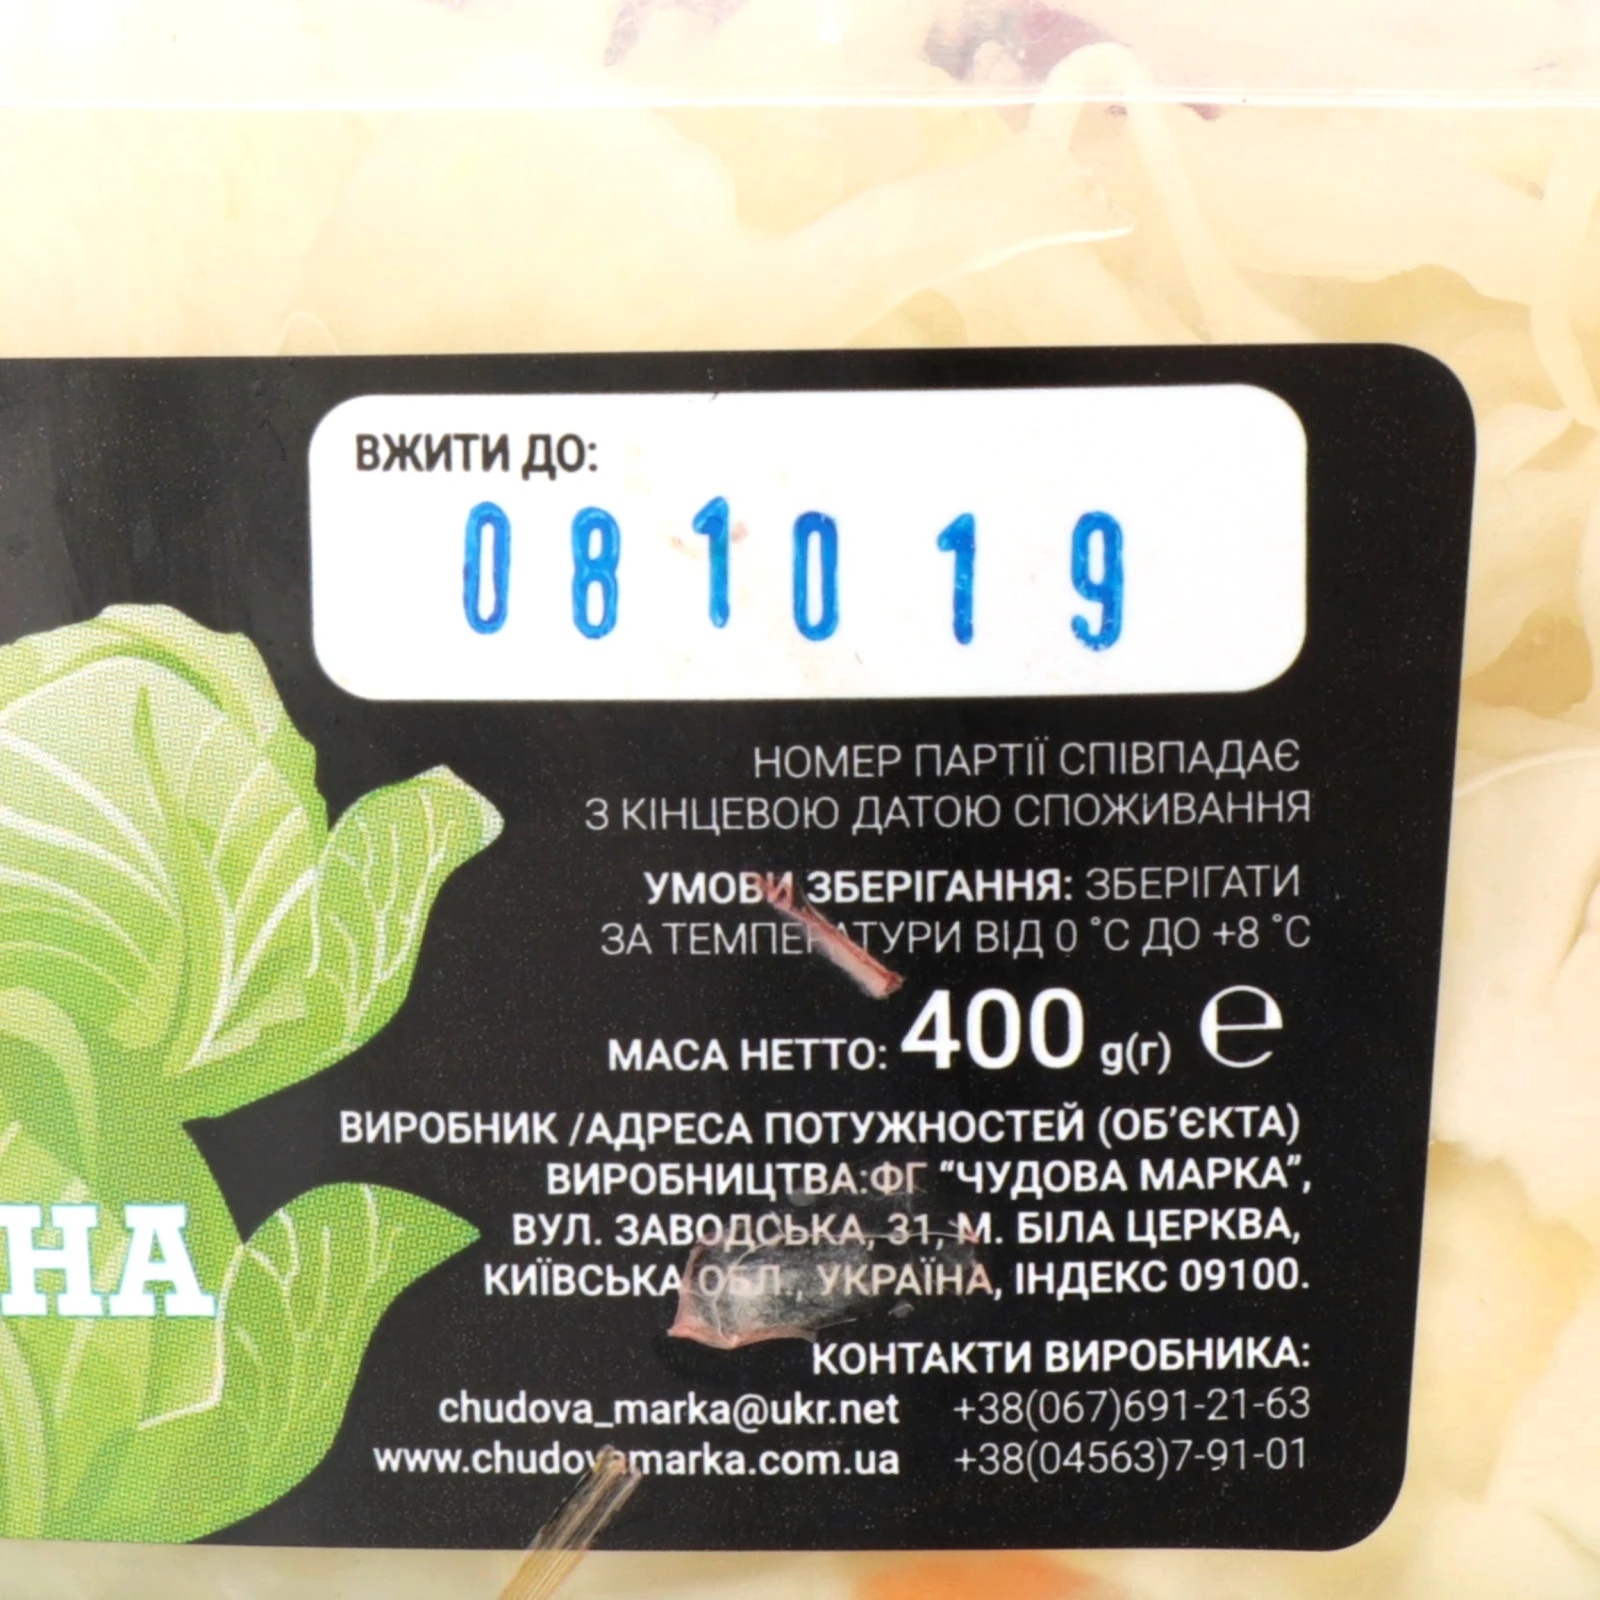 ВЖИТИ ДО:
081019
НОМЕР ПАРТІЇ СПІВПАДАЄ
З КІНЦЕВОЮ ДАТОЮ СПОЖИВАННЯ
УМОВИ ЗБЕРІГАННЯ: ЗБЕРІГАТИ
ЗА ТЕМПЕРАТУРИ ВІД 0 °C ДО +8 °C
МАСА НЕТТО: 400 g(г) e
ВИРОБНИК /АДРЕСА ПОТУЖНОСТЕЙ (ОБ’ЄКТА)
ВИРОБНИЦТВА:ФГ “ЧУДОВА МАРКА”,
ВУЛ. ЗАВОДСЬКА, 31, М. БІЛА ЦЕРКВА,
КИЇВСЬКА ОБЛ., УКРАЇНА, ІНДЕКС 09100.
НА
КОНТАКТИ ВИРОБНИКА:
chudova_marka@ukr.net +38(067)691-21-63
www.chudovamarka.com.ua +38(04563)7-91-01